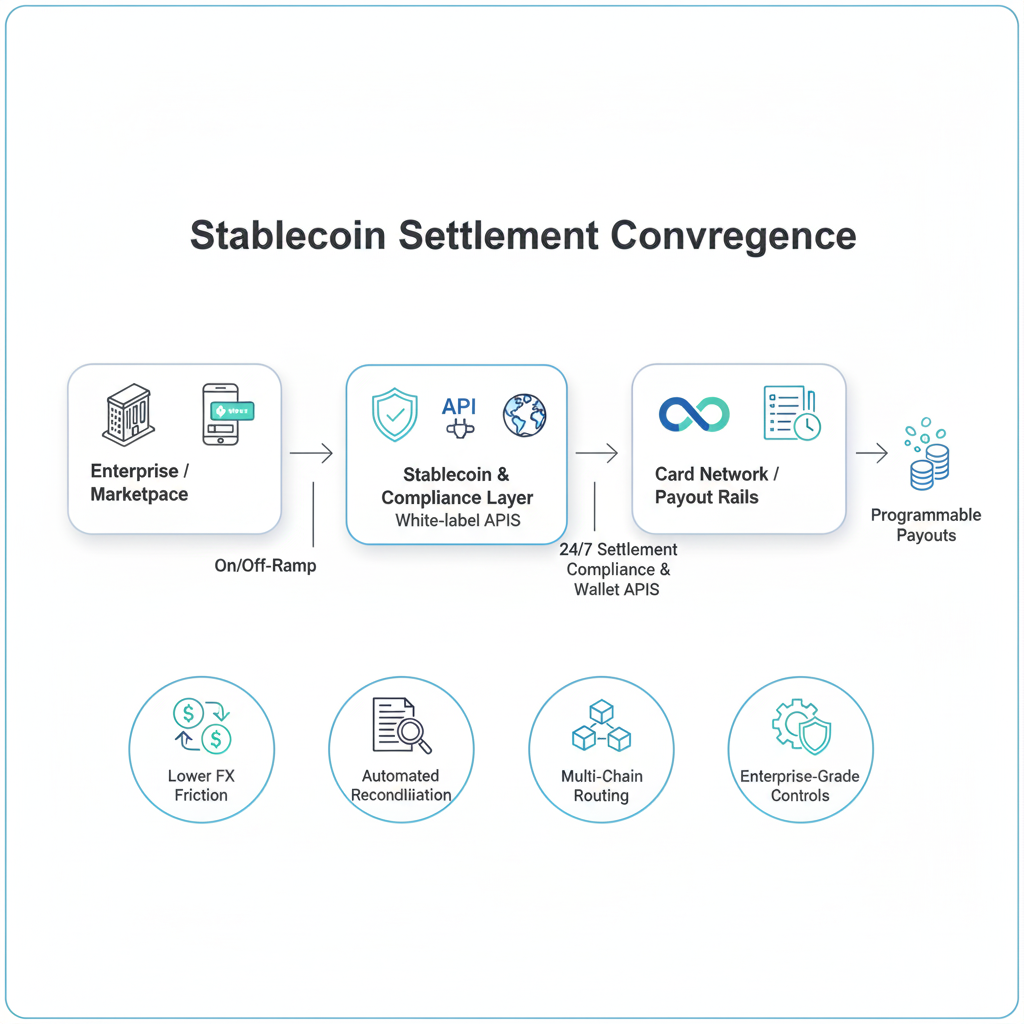 Stablecoin Settlement Convregence
API
Enterprise /
Marketpace
Stablecoin &
Compliance Layer
White-label APIS
Card Network /
Payout Rails
Programmable
Payouts
On/Off-Ramp
24/7 Settlement
Compliance &
Wallet APIS
$
$
Lower FX
Friction
Automated
Recondliiation
Multi-Chain
Routing
Enterprise-Grade
Controls